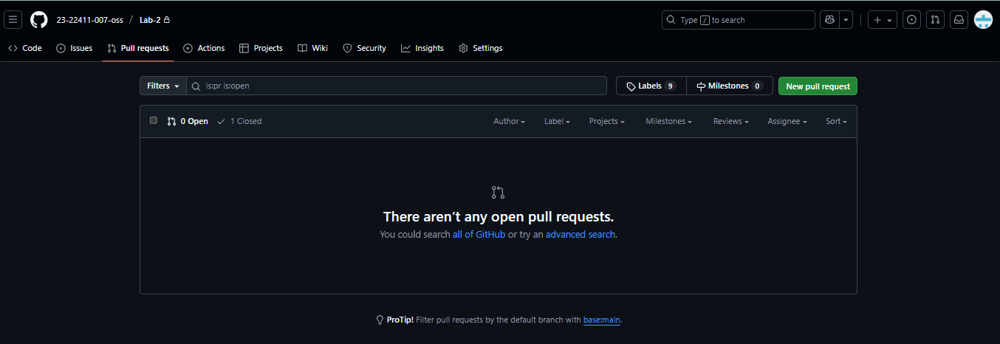 23-22411-007-oss / Lab-2
Type / to search
Code Issues Pull requests Actions Projects Wiki Security Insights Settings
Filters is:pr is:open Labels 9 Milestones 0 New pull request
0 Open 1 Closed Author Label Projects Milestones Reviews Assignee Sort
There aren’t any open pull requests.
You could search all of GitHub or try an advanced search.
ProTip! Filter pull requests by the default branch with base:main.